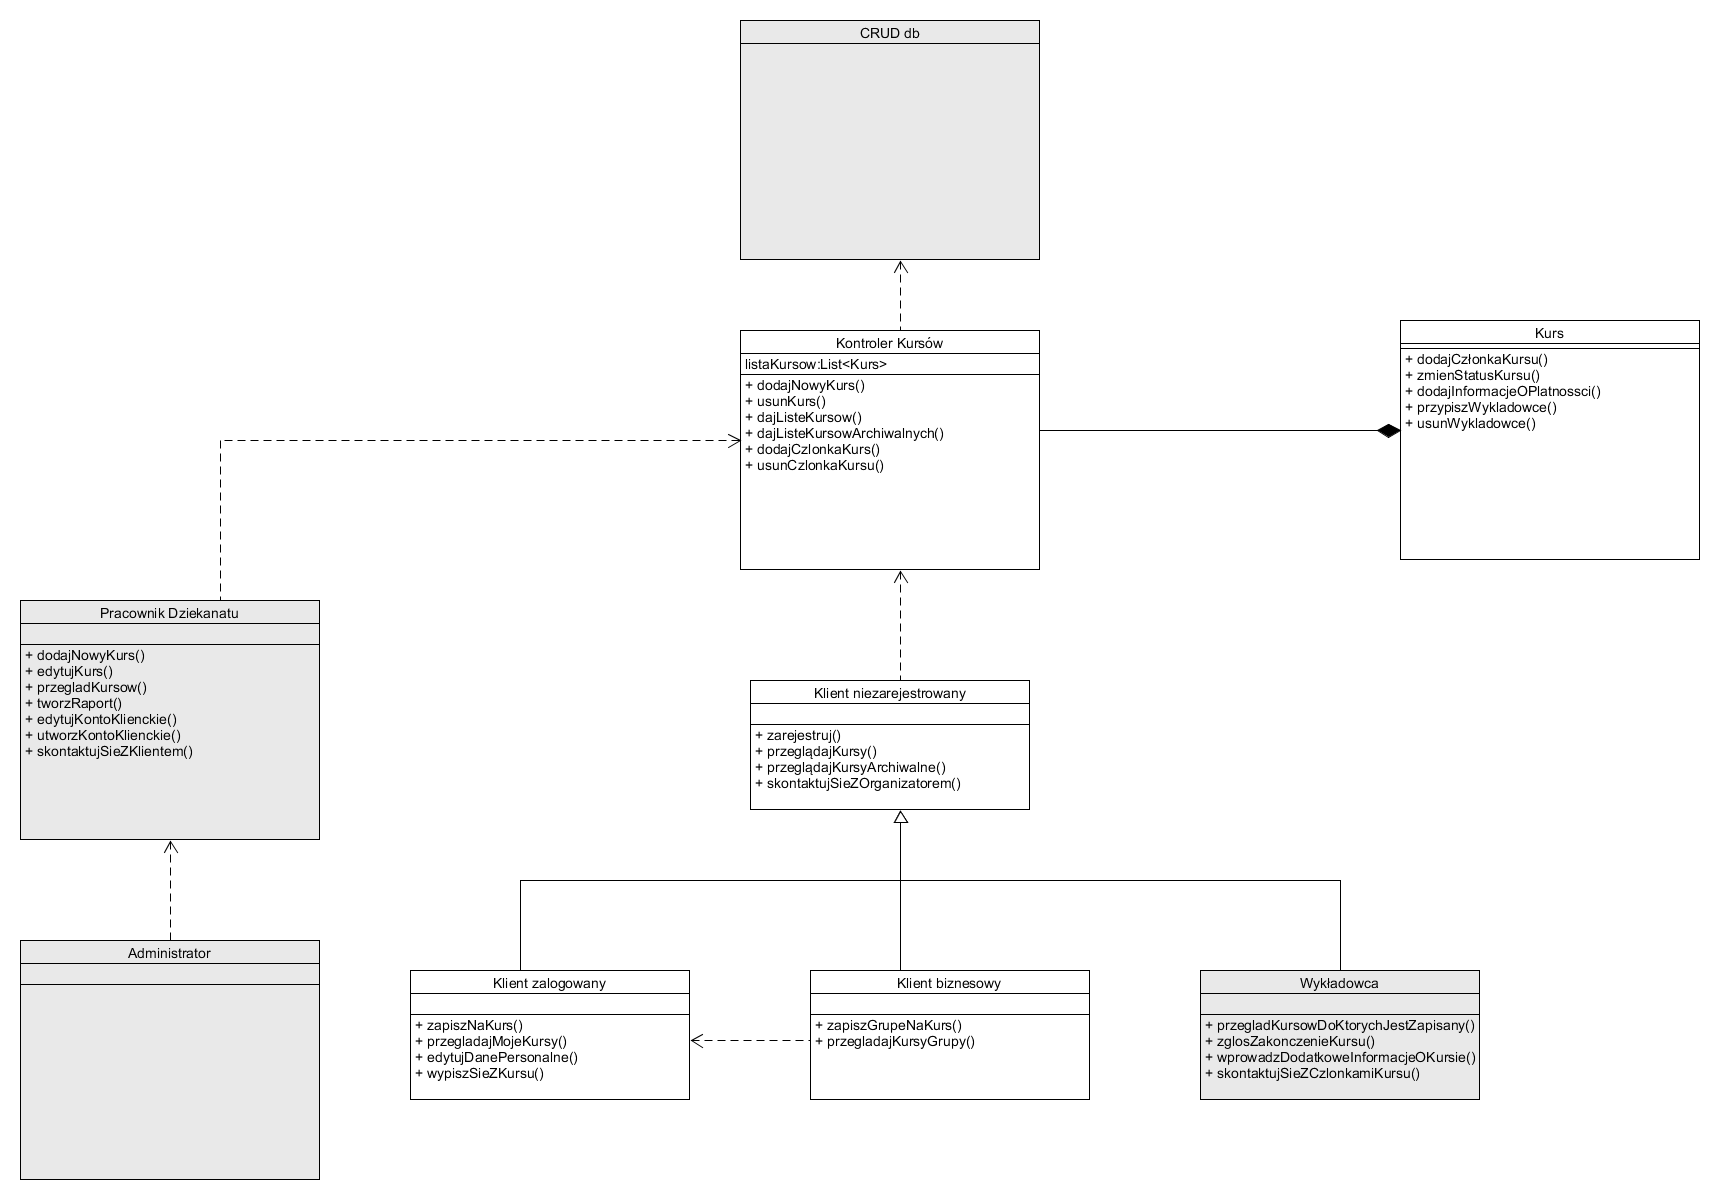 CRUD db
Kontroler Kursów
listaKursow:List<Kurs>
+ dodajNowyKurs()
+ usunKurs()
+ dajListeKursow()
+ dajListeKursowArchiwalnych()
+ dodajCzlonkaKurs()
+ usunCzlonkaKursu()
Kurs
+ dodajCzłonkaKursu()
+ zmienStatusKursu()
+ dodajInformacjeOPlatnossci()
+ przypiszWykladowce()
+ usunWykladowce()
Pracownik Dziekanatu
+ dodajNowyKurs()
+ edytujKurs()
+ przegladKursow()
+ tworzRaport()
+ edytujKontoKlienckie()
+ utworzKontoKlienckie()
+ skontaktujSieZKlientem()
Klient niezarejestrowany
+ zarejestruj()
+ przeglądajKursy()
+ przeglądajKursyArchiwalne()
+ skontaktujSieZOrganizatorem()
Administrator
Klient zalogowany
+ zapiszNaKurs()
+ przegladajMojeKursy()
+ edytujDanePersonalne()
+ wypiszSieZKursu()
Klient biznesowy
+ zapiszGrupeNaKurs()
+ przegladajKursyGrupy()
Wykładowca
+ przegladKursowDoKtorychJestZapisany()
+ zglosZakonczenieKursu()
+ wprowadzDodatkoweInformacjeOKursie()
+ skontaktujSieZCzlonkamiKursu()